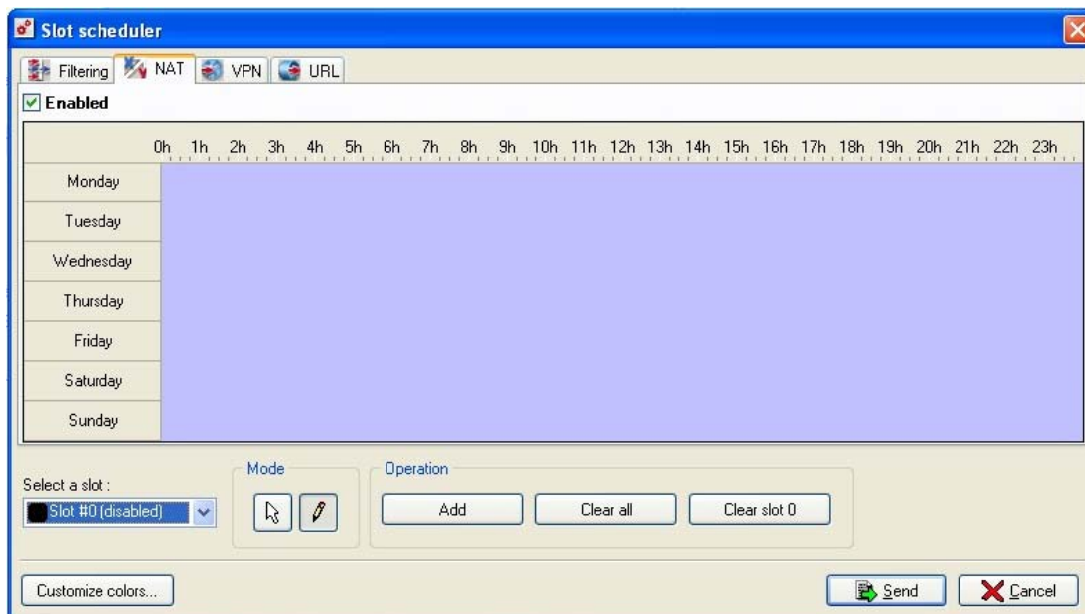 Slot scheduler
Filtering NAT VPN URL
Enabled
0h 1h 2h 3h 4h 5h 6h 7h 8h 9h 10h 11h 12h 13h 14h 15h 16h 17h 18h 19h 20h 21h 22h 23h
Monday
Tuesday
Wednesday
Thursday
Friday
Saturday
Sunday
Select a slot :
Slot #0 (disabled)
Mode
Operation
Add Clear all Clear slot 0
Customize colors... Send Cancel